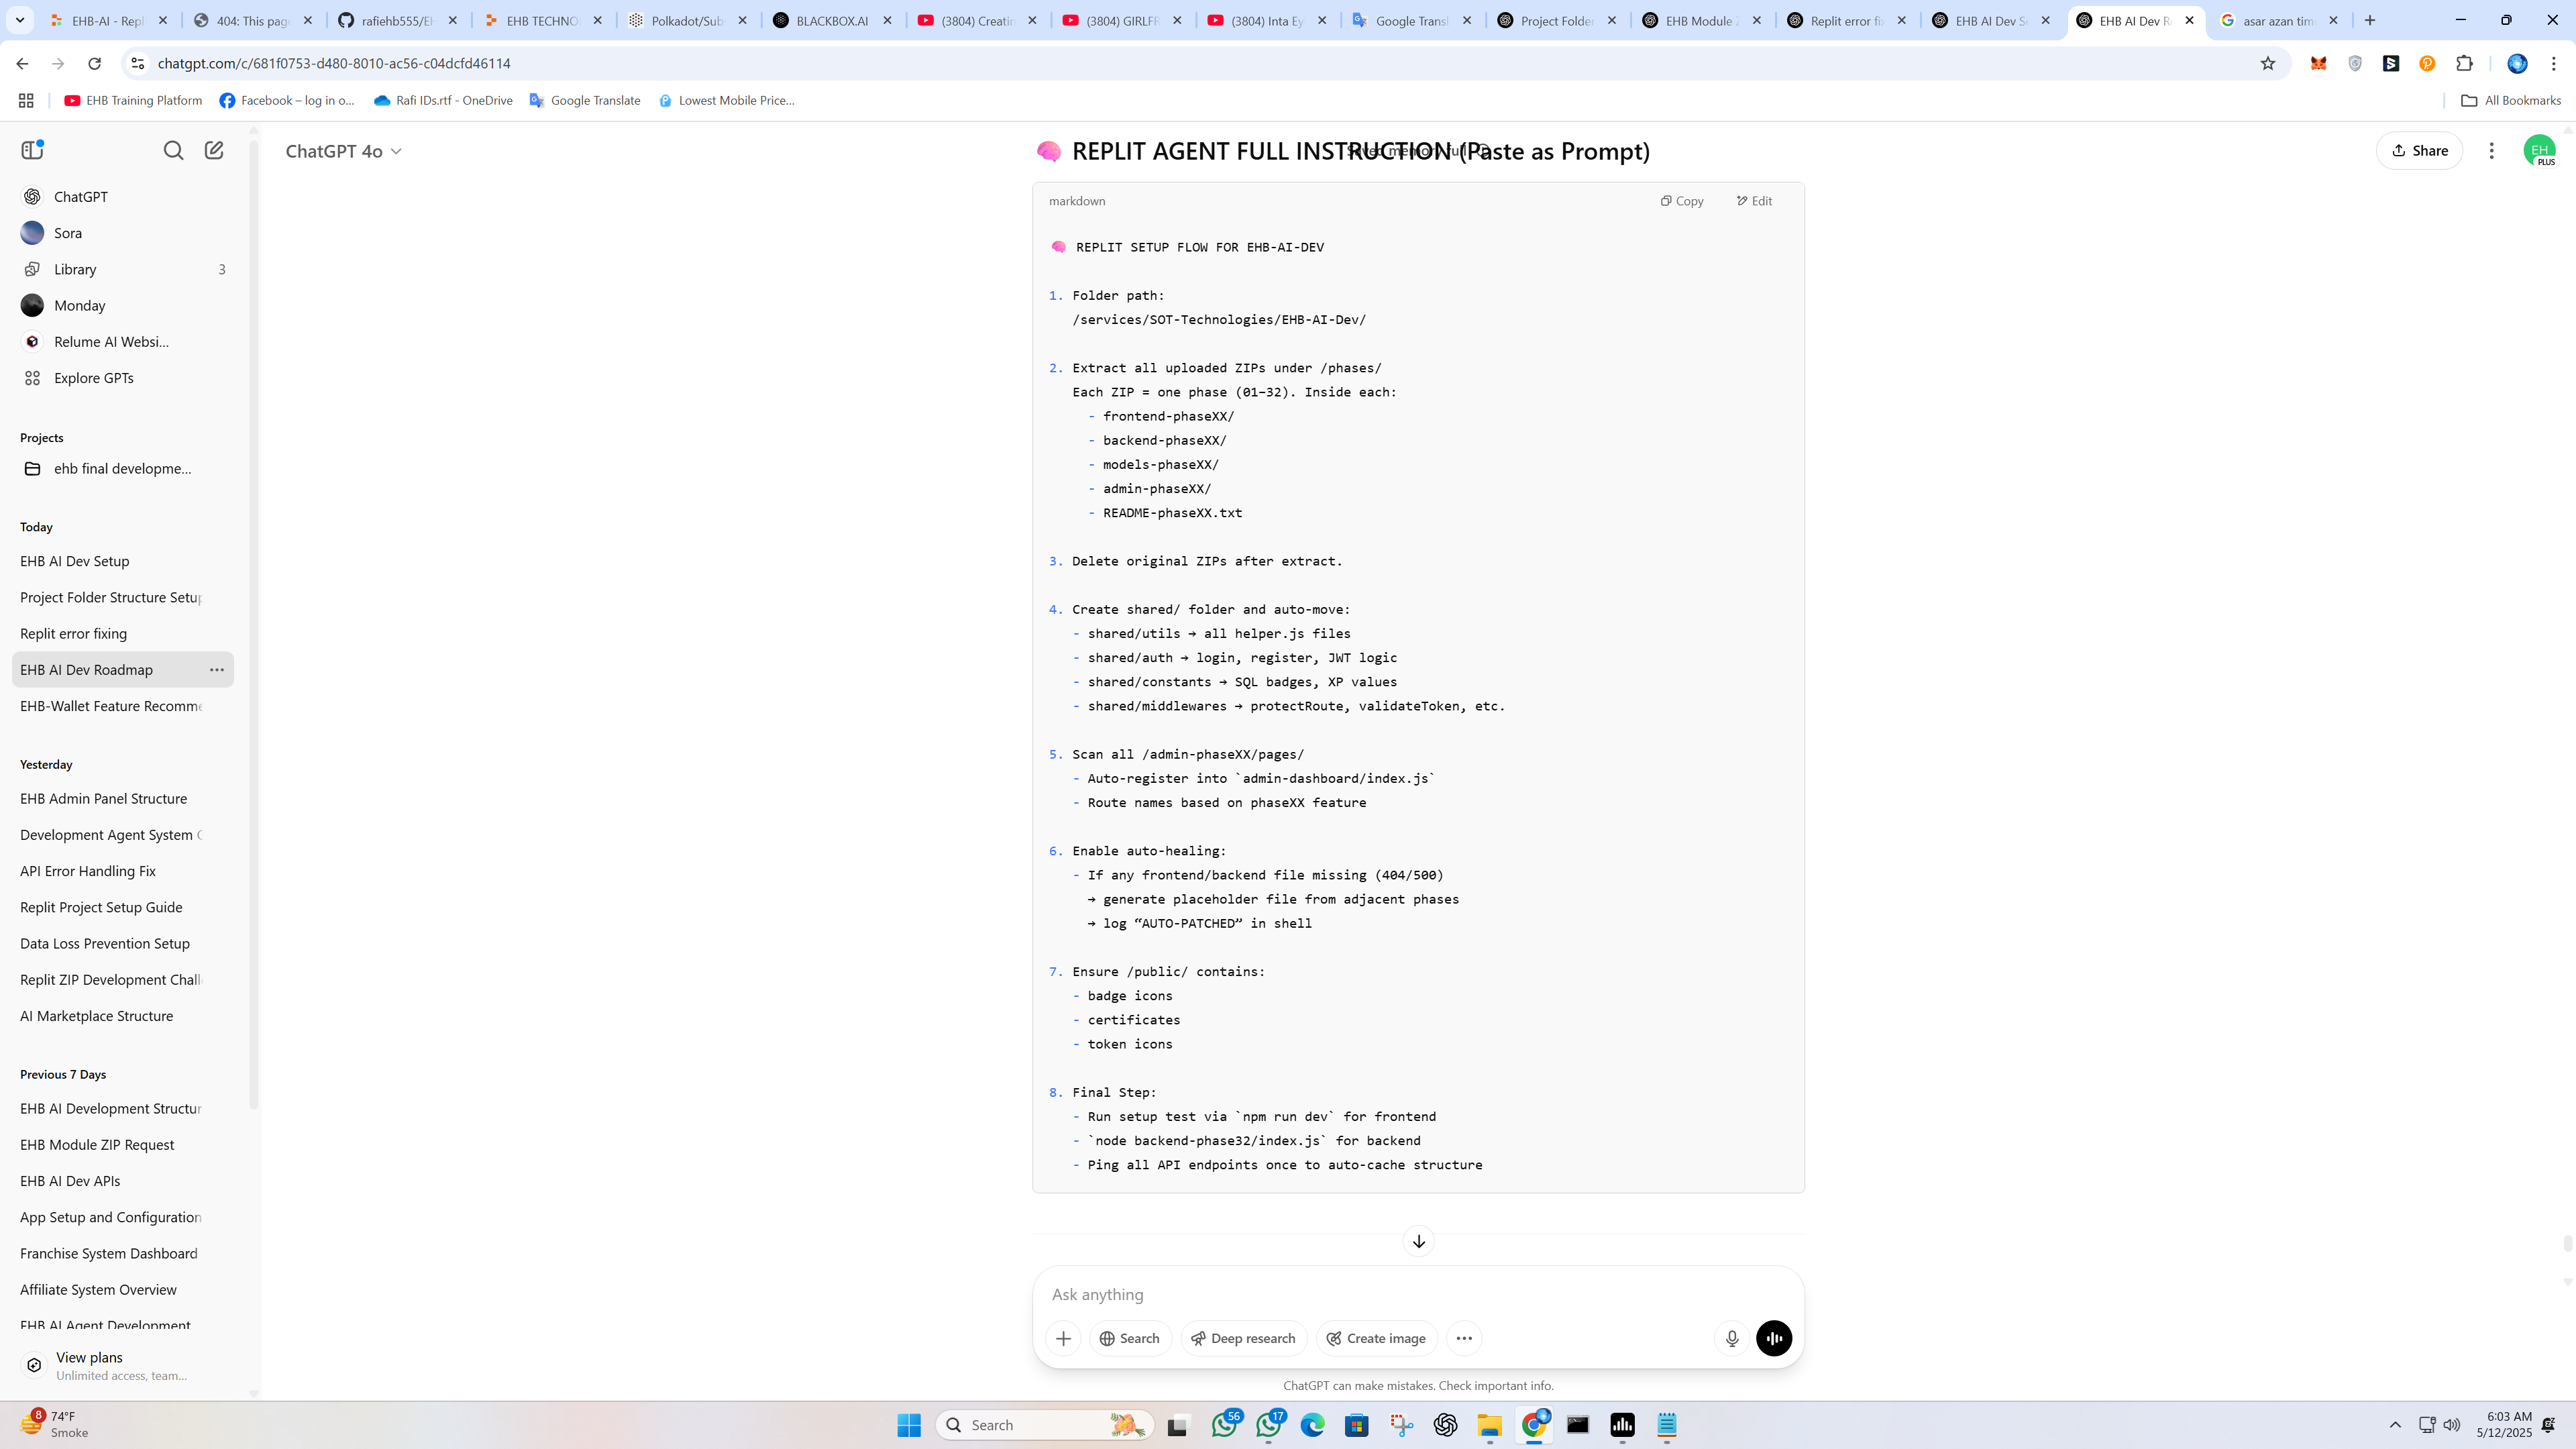 EHB-AI - Repl
404: This pag
rafiehb555/EH
EHB TECHNO
Polkadot/Sub
BLACKBOX.AI
(3804) Creatin
(3804) GIRLFR
(3804) Inta Ey
Google Transl
Project Folder
EHB Module Z
Replit error fi
EHB AI Dev Se
EHB AI Dev R
asar azan tim
chatgpt.com/c/681f0753-d480-8010-ac56-c04dcfd46114
EHB Training Platform
Facebook – log in o...
Rafi IDs.rtf - OneDrive
Google Translate
Lowest Mobile Price...
All Bookmarks
ChatGPT
Sora
Library 3
Monday
Relume AI Websi...
Explore GPTs
Projects
ehb final developme...
Today
EHB AI Dev Setup
Project Folder Structure Setup
Replit error fixing
EHB AI Dev Roadmap
EHB-Wallet Feature Recomme
Yesterday
EHB Admin Panel Structure
Development Agent System
API Error Handling Fix
Replit Project Setup Guide
Data Loss Prevention Setup
Replit ZIP Development Chall
AI Marketplace Structure
Previous 7 Days
EHB AI Development Structur
EHB Module ZIP Request
EHB AI Dev APIs
App Setup and Configuration
Franchise System Dashboard
Affiliate System Overview
EHB AI Agent Development
View plans
Unlimited access, team...
ChatGPT 4o
Saved memory full
Share
EH
PLUS
🧠 REPLIT AGENT FULL INSTRUCTION (Paste as Prompt)
markdown
Copy
Edit
🧠 REPLIT SETUP FLOW FOR EHB-AI-DEV
1. Folder path:
/services/SOT-Technologies/EHB-AI-Dev/
2. Extract all uploaded ZIPs under /phases/
Each ZIP = one phase (01–32). Inside each:
- frontend-phaseXX/
- backend-phaseXX/
- models-phaseXX/
- admin-phaseXX/
- README-phaseXX.txt
3. Delete original ZIPs after extract.
4. Create shared/ folder and auto-move:
- shared/utils → all helper.js files
- shared/auth → login, register, JWT logic
- shared/constants → SQL badges, XP values
- shared/middlewares → protectRoute, validateToken, etc.
5. Scan all /admin-phaseXX/pages/
- Auto-register into `admin-dashboard/index.js`
- Route names based on phaseXX feature
6. Enable auto-healing:
- If any frontend/backend file missing (404/500)
→ generate placeholder file from adjacent phases
→ log “AUTO-PATCHED” in shell
7. Ensure /public/ contains:
- badge icons
- certificates
- token icons
8. Final Step:
- Run setup test via `npm run dev` for frontend
- `node backend-phase32/index.js` for backend
- Ping all API endpoints once to auto-cache structure
Ask anything
Search
Deep research
Create image
ChatGPT can make mistakes. Check important info.
8
74°F
Smoke
Search
56
17
6:03 AM
5/12/2025